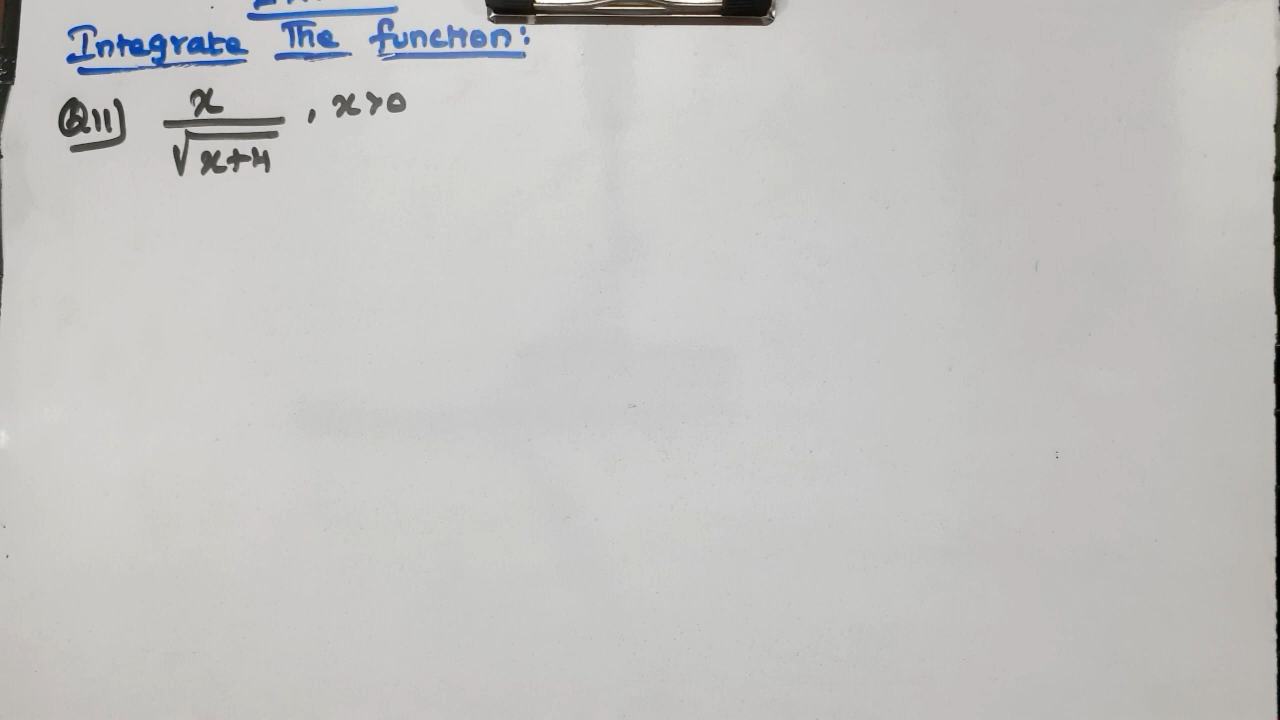 Integrate The function:
Q11) x/√(x+4) , x>0